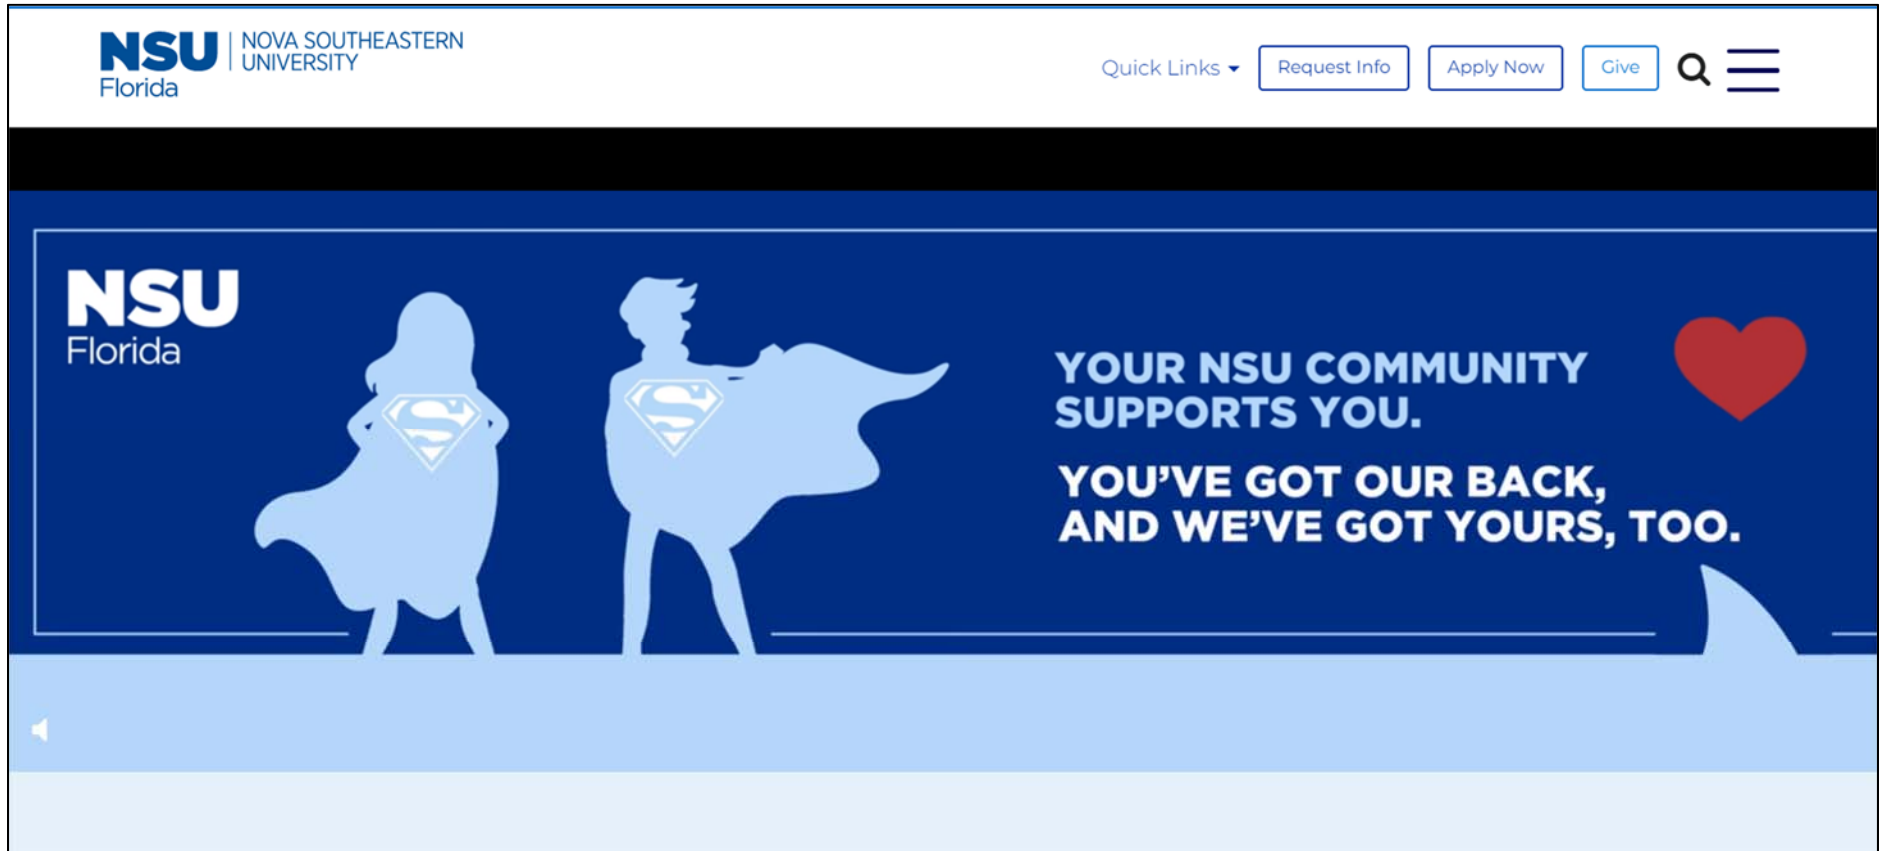 NSU
Florida
NOVA SOUTHEASTERN
UNIVERSITY
Quick Links
Request Info
Apply Now
Give
NSU
Florida
S
S
YOUR NSU COMMUNITY
SUPPORTS YOU.
YOU'VE GOT OUR BACK,
AND WE'VE GOT YOURS, TOO.